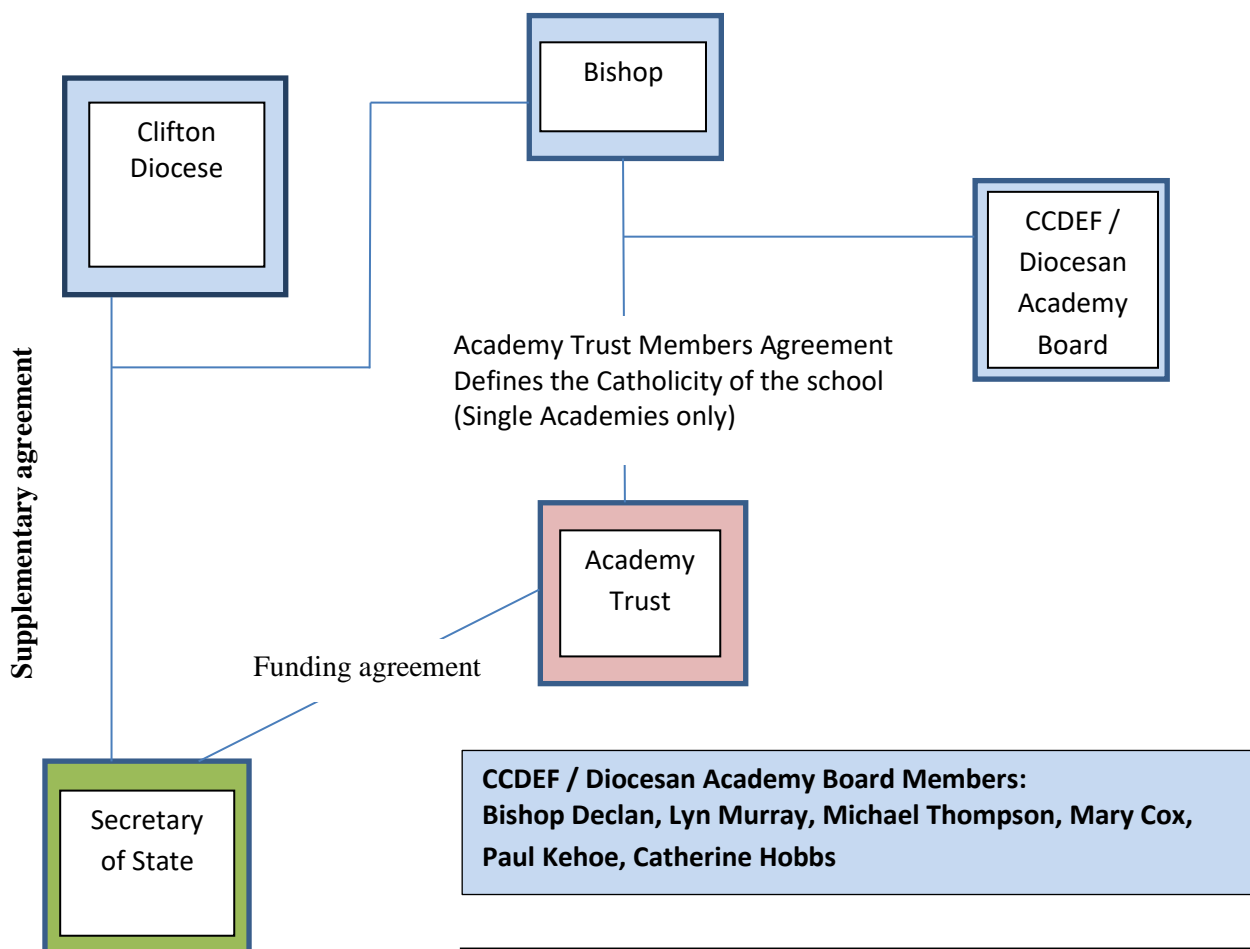 Bishop
Clifton
Diocese
CCDEF /
Diocesan
Academy
Board
Academy Trust Members Agreement
Defines the Catholicity of the school
(Single Academies only)
Supplementary agreement
Academy
Trust
Funding agreement
CCDEF / Diocesan Academy Board Members:
Bishop Declan, Lyn Murray, Michael Thompson, Mary Cox,
Paul Kehoe, Catherine Hobbs
Secretary
of State